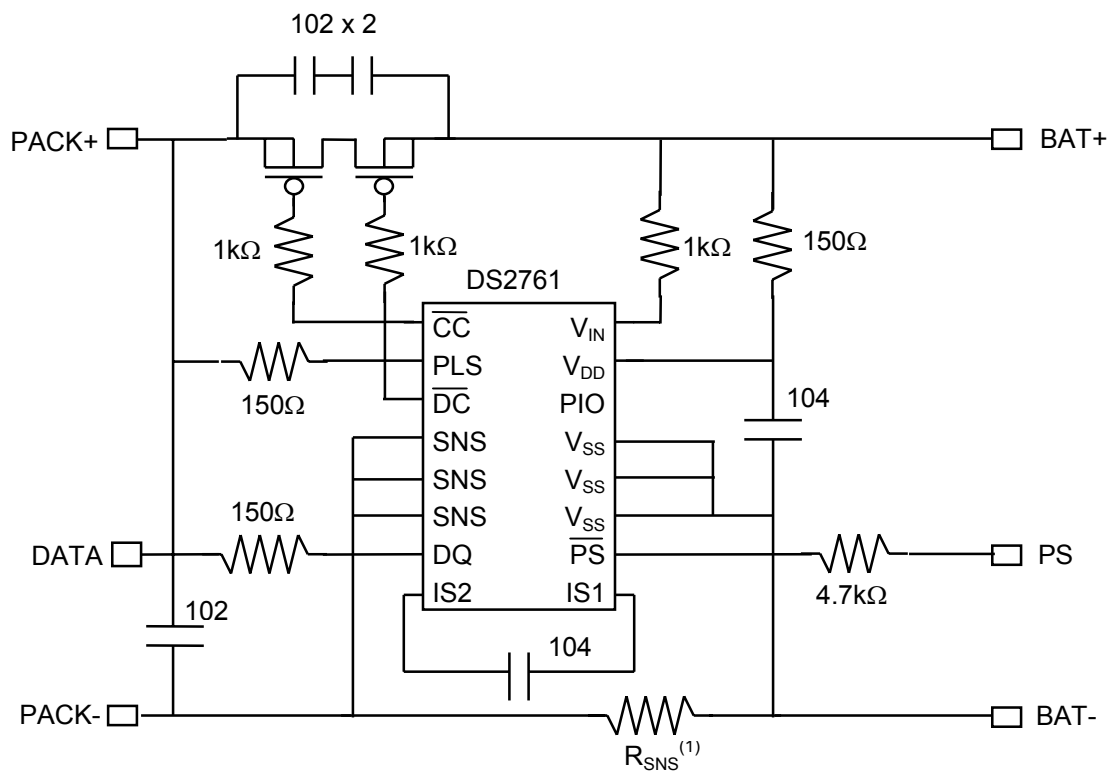 102 x 2
PACK+
BAT+
1kΩ
1kΩ
1kΩ
150Ω
DS2761
CC
VIN
PLS
VDD
150Ω
DC
PIO
104
SNS
VSS
SNS
VSS
150Ω
SNS
VSS
DATA
DQ
PS
PS
4.7kΩ
IS2
IS1
102
104
PACK-
BAT-
RSNS(1)